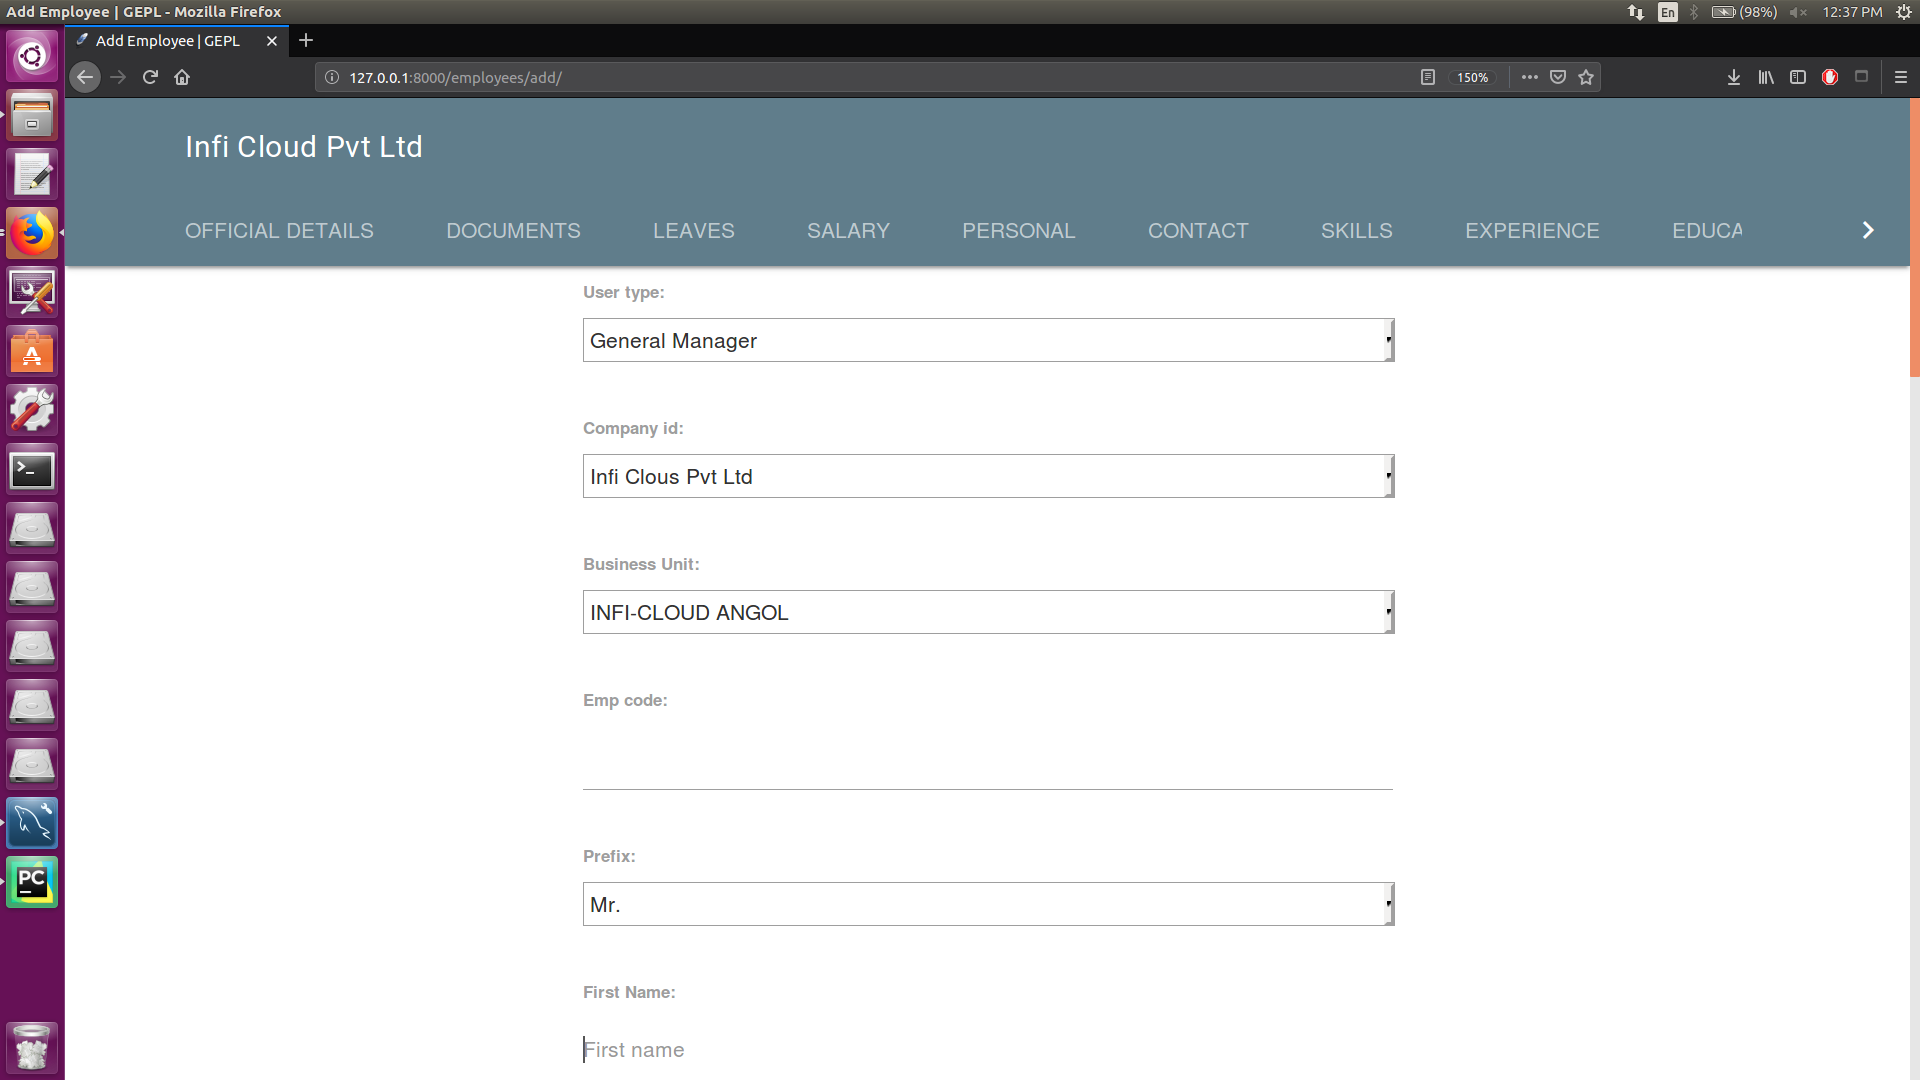 Add Employee | GEPL - Mozilla Firefox
En
(98%)
12:37 PM
Add Employee | GEPL
127.0.0.1:8000/employees/add/
150%
Infi Cloud Pvt Ltd
OFFICIAL DETAILS DOCUMENTS LEAVES SALARY PERSONAL CONTACT SKILLS EXPERIENCE EDUCA
User type:
General Manager
Company id:
Infi Clous Pvt Ltd
Business Unit:
INFI-CLOUD ANGOL
Emp code:
Prefix:
Mr.
First Name:
First name
PC